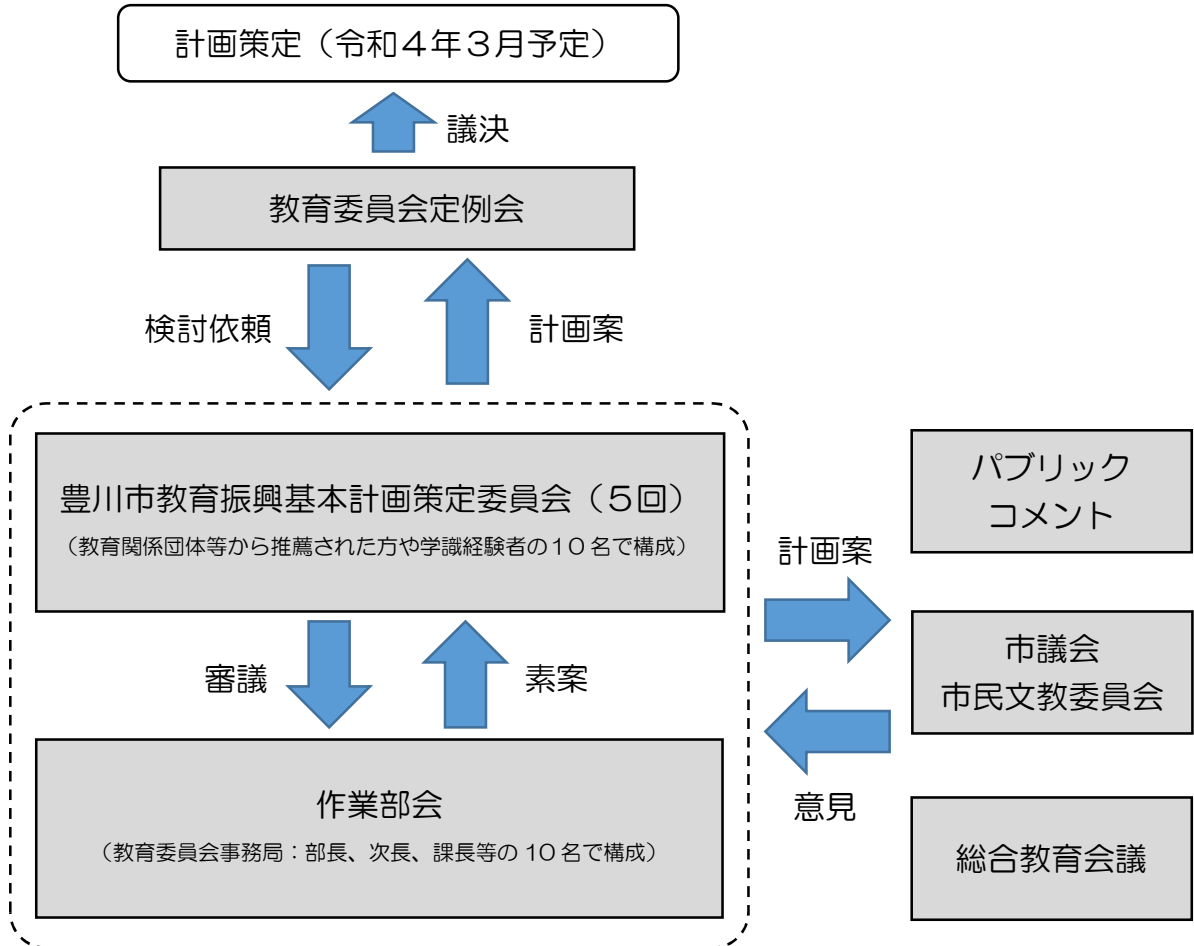 計画策定（令和４年３月予定）
議決
教育委員会定例会
検討依頼
計画案
豊川市教育振興基本計画策定委員会（５回）
（教育関係団体等から推薦された方や学識経験者の１０名で構成）
審議
素案
作業部会
（教育委員会事務局：部長、次長、課長等の 10 名で構成）
計画案
意見
パブリック
コメント
市議会
市民文教委員会
総合教育会議